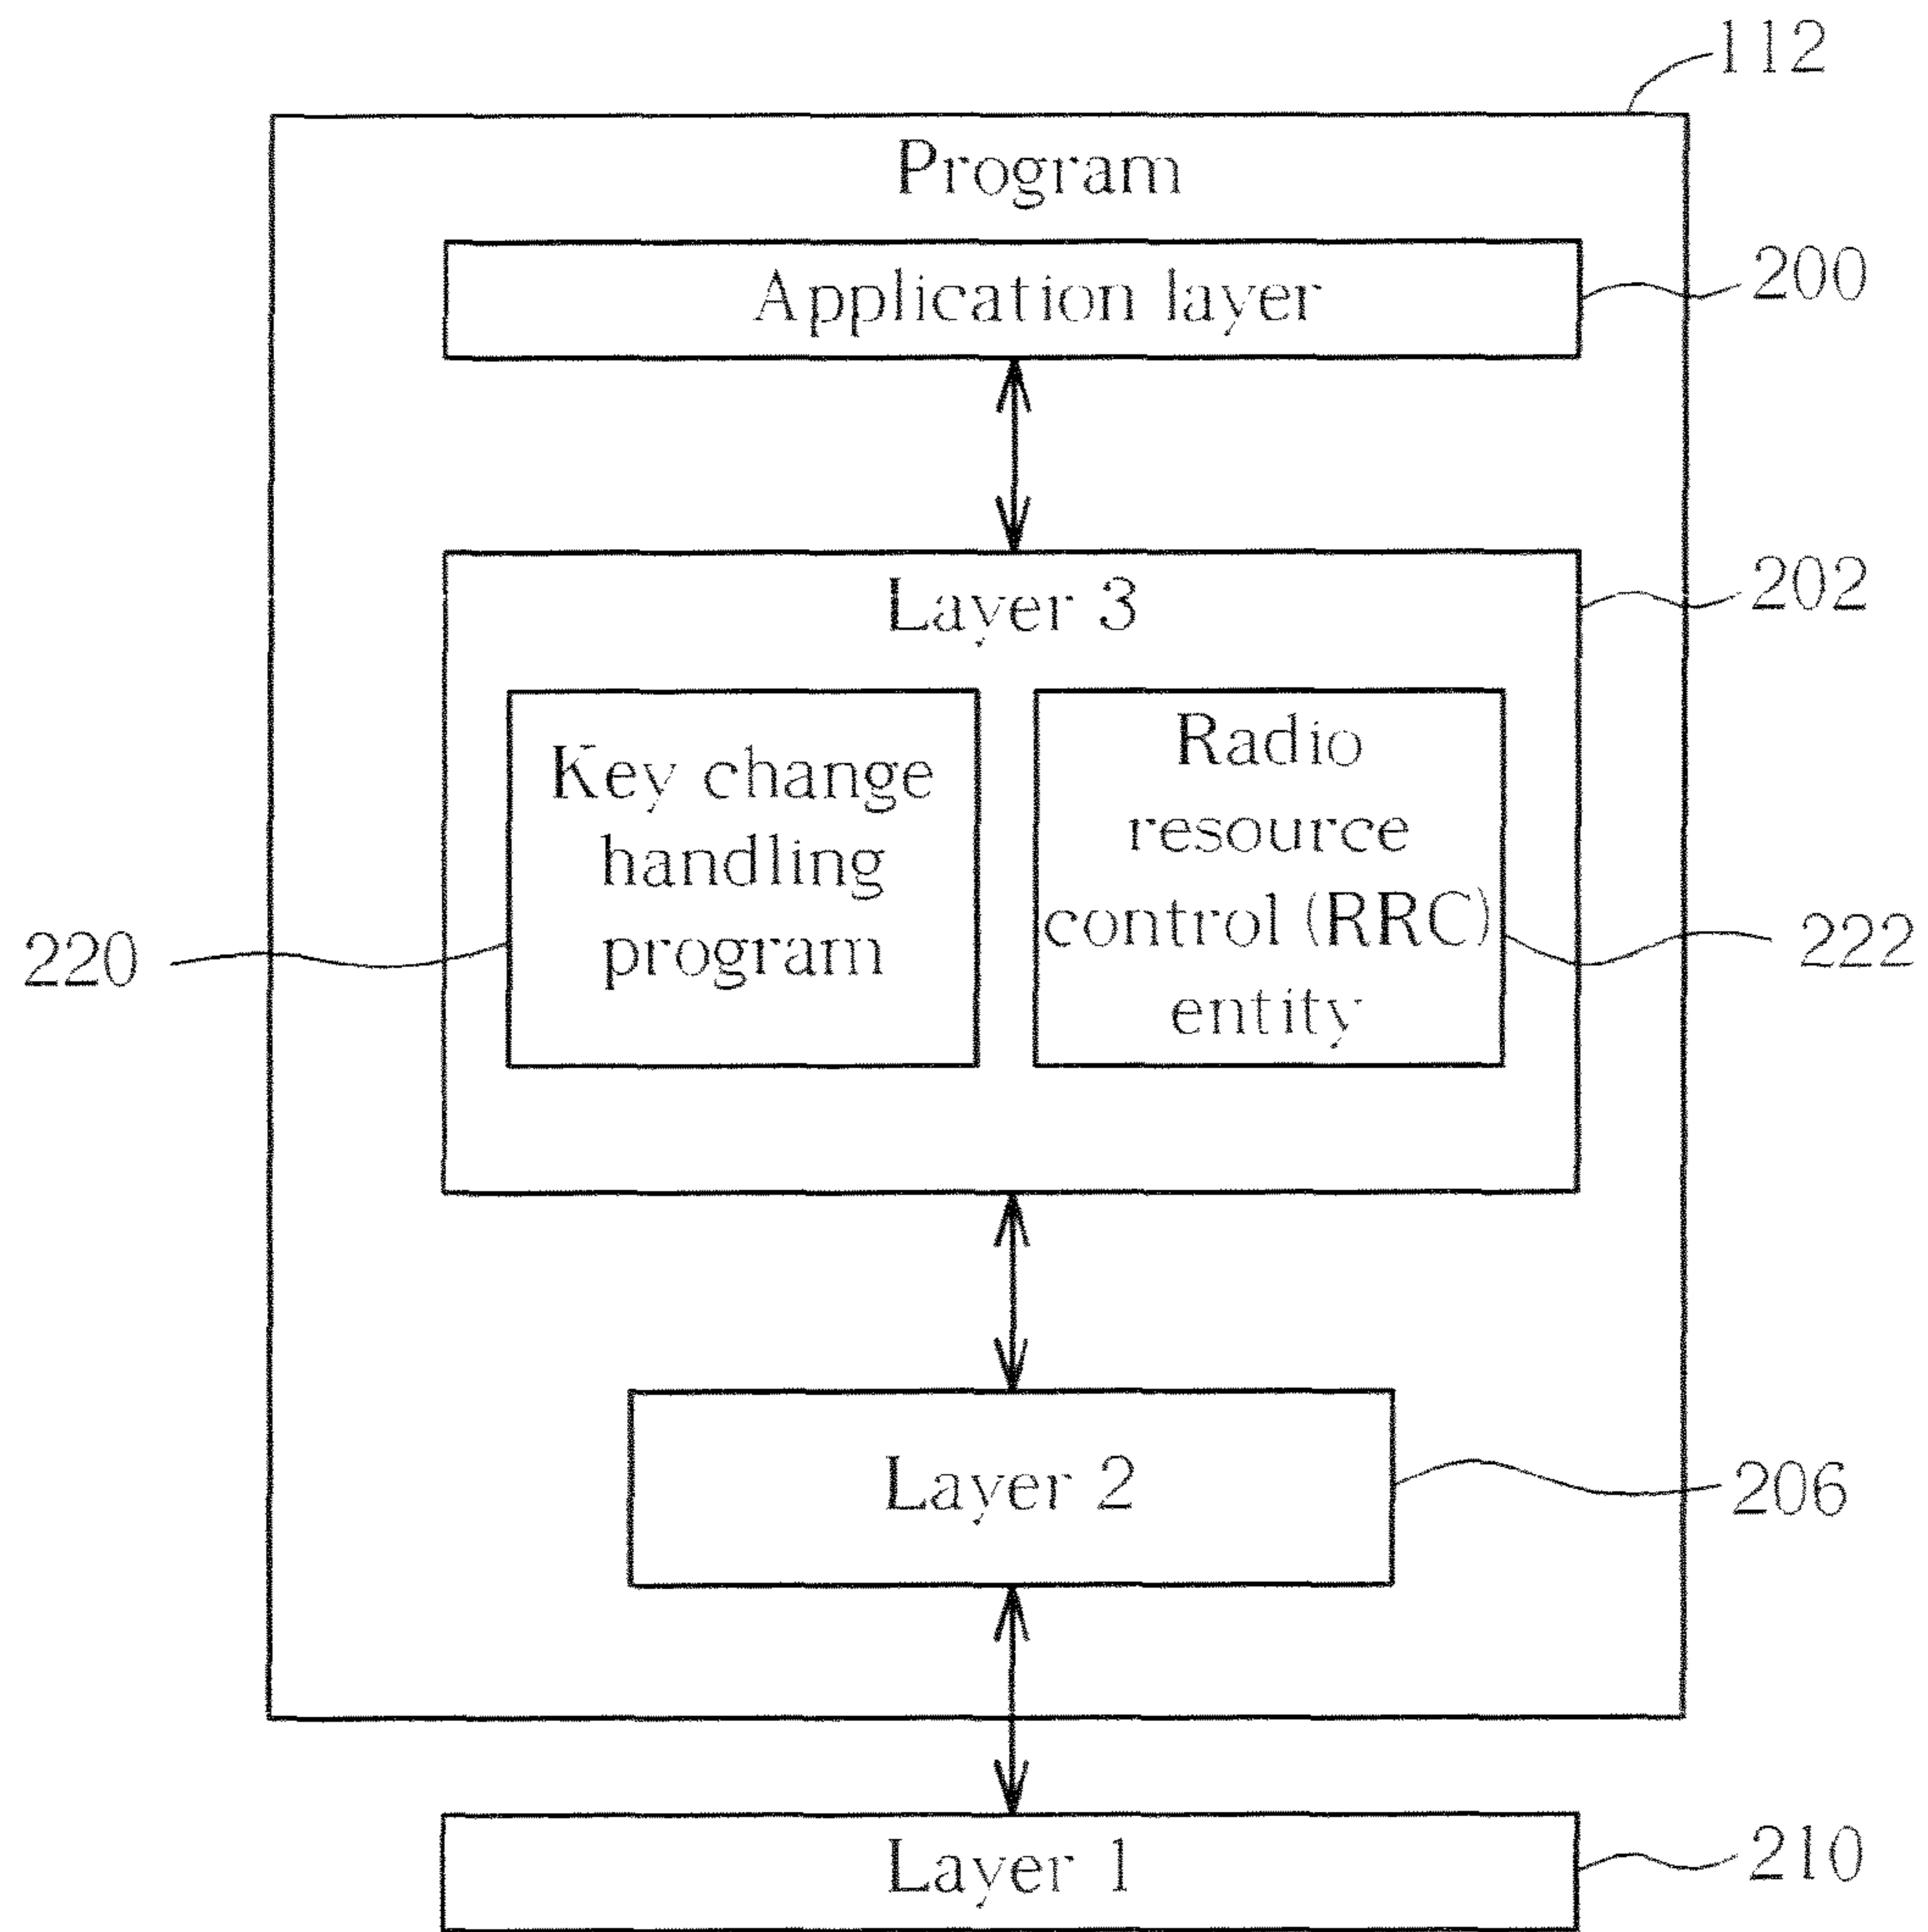 112
Program
Application layer
200
Layer 3
202
Key change
handling
program
220
Radio
resource
control (RRC)
entity
222
Layer 2
206
Layer 1
210